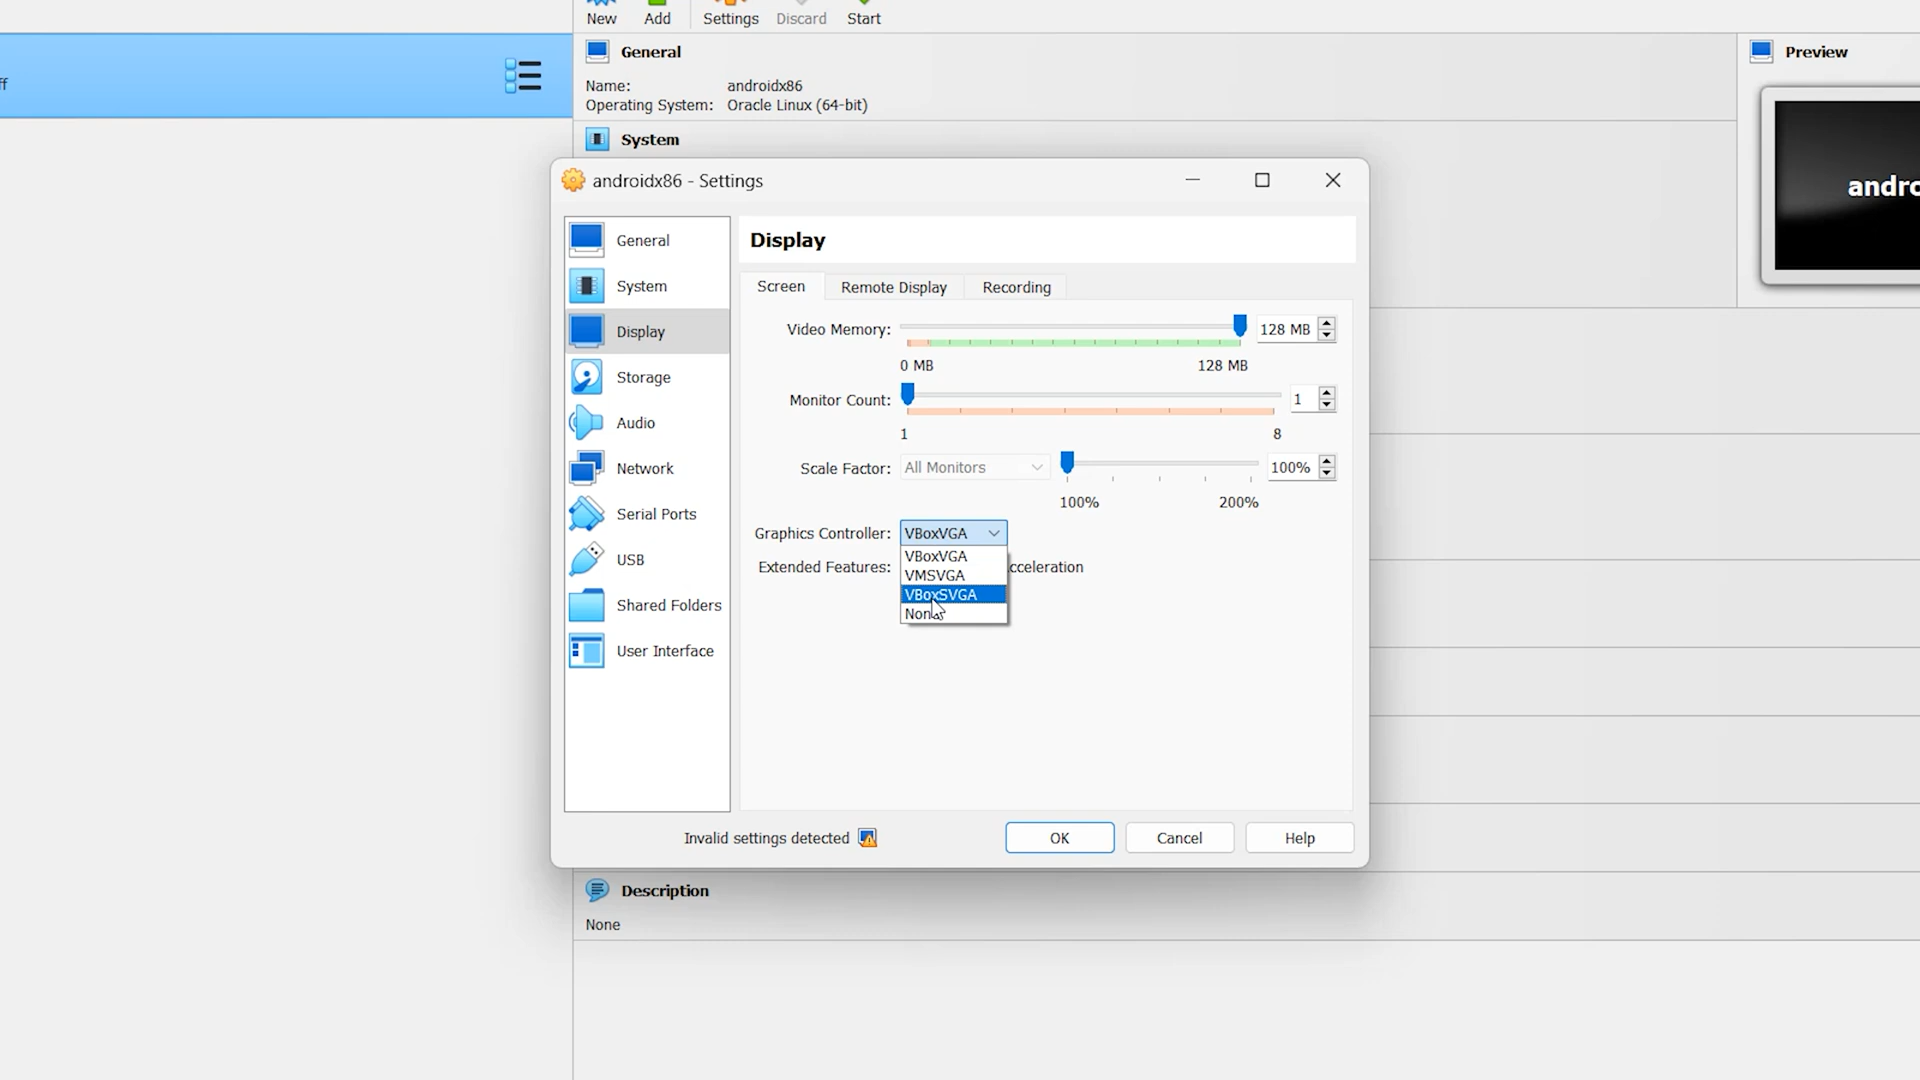 New Add Settings Discard Start
ff
General
Name: androidx86
Operating System: Oracle Linux (64-bit)
System
Preview
andro
androidx86 - Settings
General
System
Display
Storage
Audio
Network
Serial Ports
USB
Shared Folders
User Interface
Display
Screen Remote Display Recording
Video Memory: 128 MB
0 MB 128 MB
Monitor Count: 1
1 8
Scale Factor: All Monitors 100%
100% 200%
Graphics Controller: VBoxVGA
VBoxVGA
Extended Features: cceleration
VMSVGA
VBoxSVGA
None
Invalid settings detected OK Cancel Help
Description
None